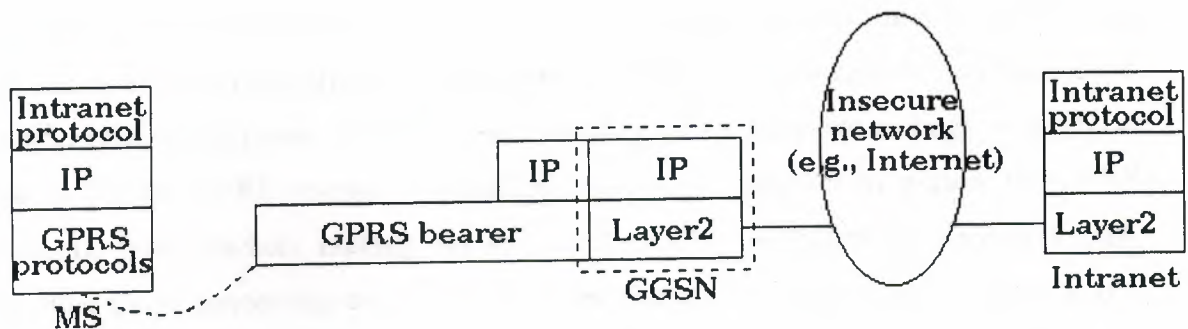 Intranet
protocol
IP
GPRS
protocols
MS
IP
IP
GPRS bearer
Layer2
GGSN
Insecure
network
(e.g., Internet)
Intranet
protocol
IP
Layer2
Intranet